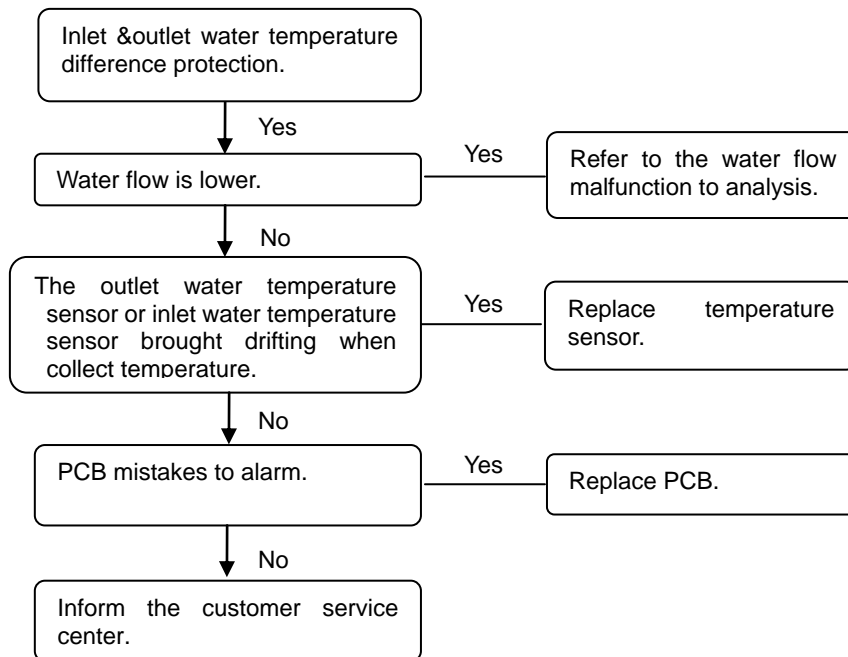 Inlet &outlet water temperature
difference protection.
Yes
Water flow is lower.
Yes
Refer to the water flow
malfunction to analysis.
No
The outlet water temperature
sensor or inlet water temperature
sensor brought drifting when
collect temperature.
Yes
Replace temperature
sensor.
No
PCB mistakes to alarm.
Yes
Replace PCB.
No
Inform the customer service
center.